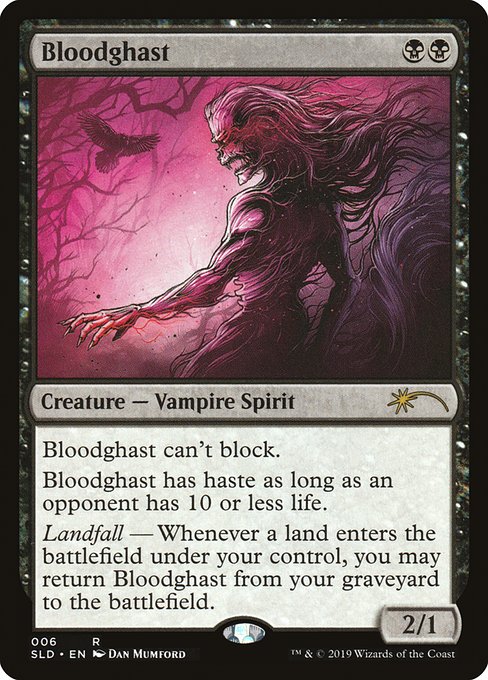 Bloodghast
Creature — Vampire Spirit
Bloodghast can't block.
Bloodghast has haste as long as an
opponent has 10 or less life.
Landfall — Whenever a land enters the
battlefield under your control, you may
return Bloodghast from your graveyard
to the battlefield.
2/1
006 R
SLD • EN DAN MUMFORD
™ & © 2019 Wizards of the Coast